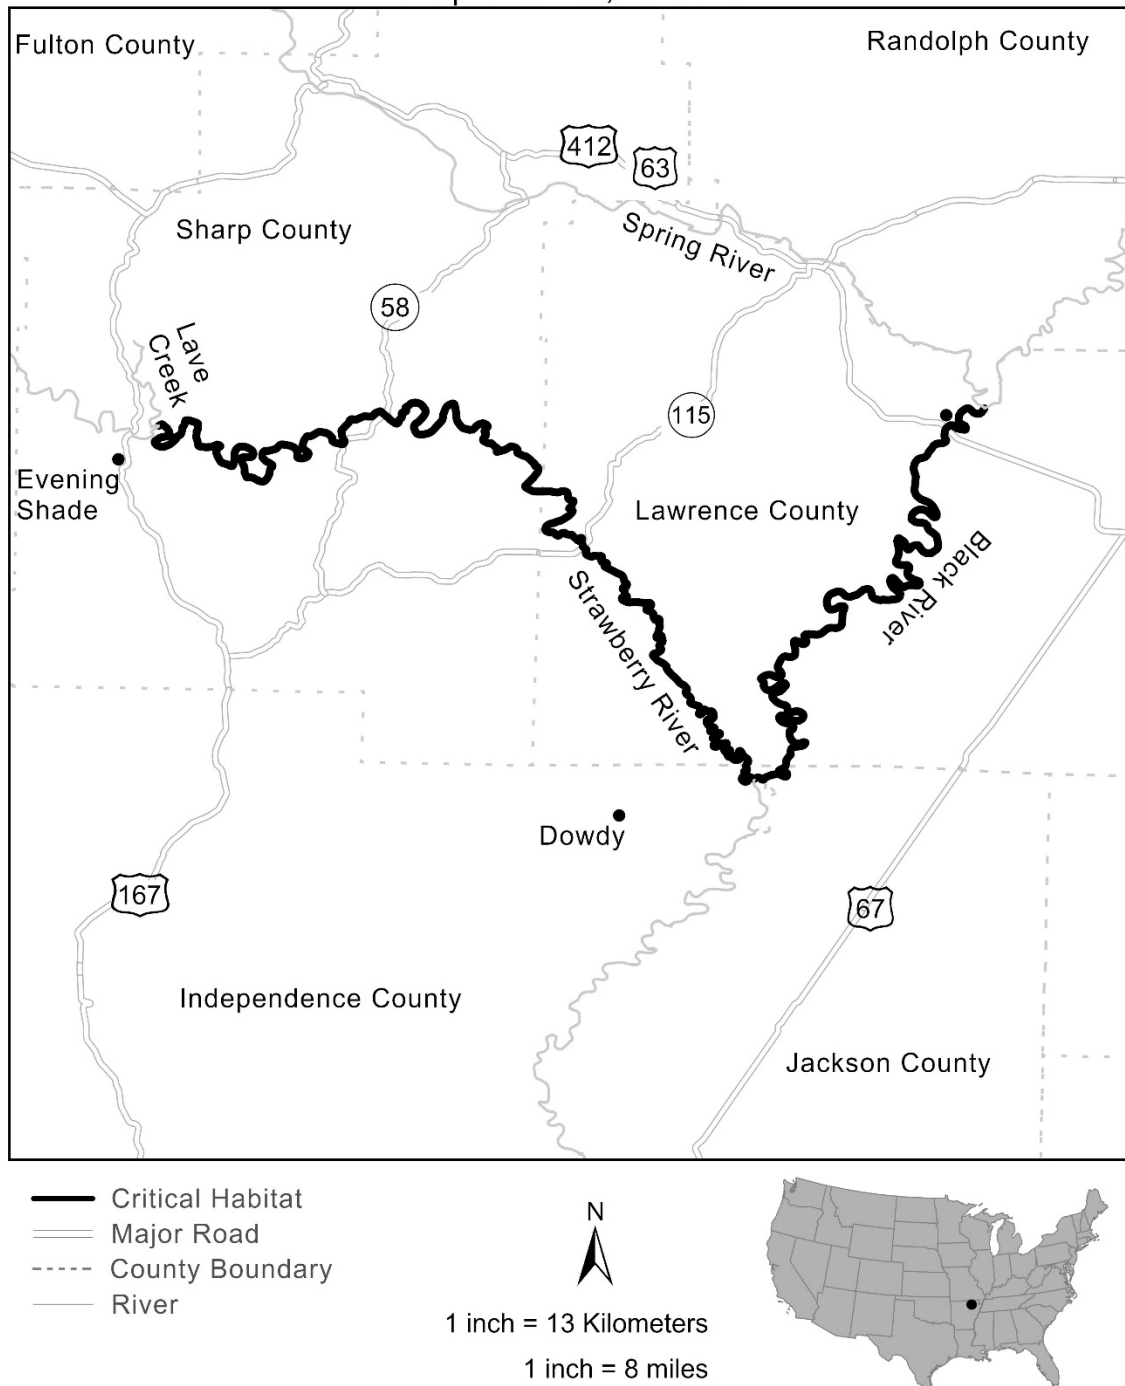 Fulton County
Randolph County
412
63
Sharp County
Spring River
58
Lave
Creek
115
Evening
Shade
Lawrence County
Black River
Strawberry River
Dowdy
167
67
Independence County
Jackson County
Critical Habitat
Major Road
County Boundary
River
N
1 inch = 13 Kilometers
1 inch = 8 miles